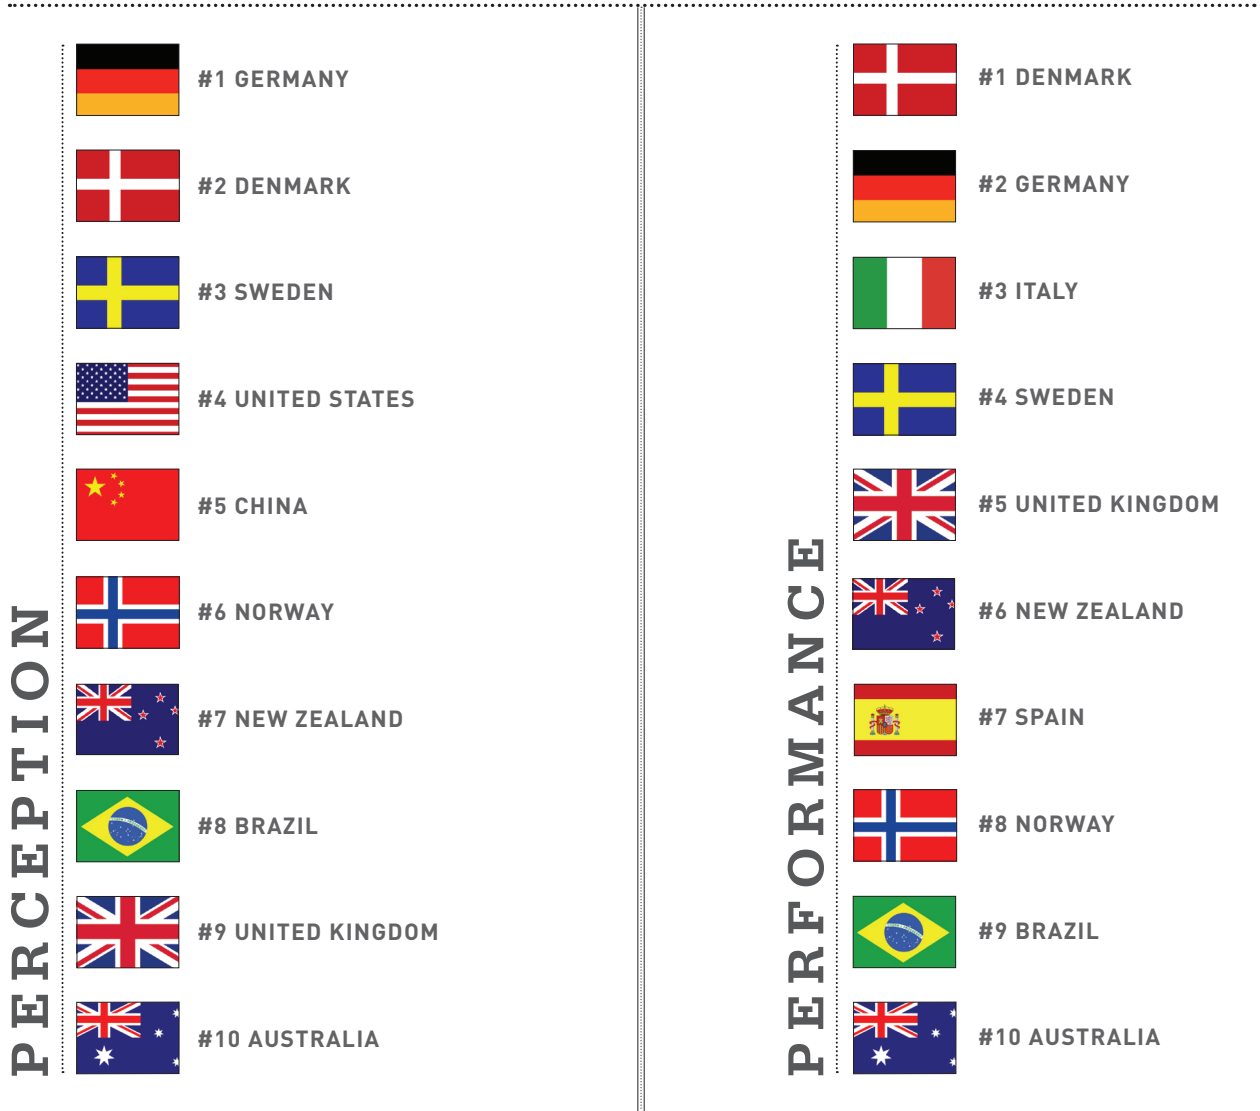 PERCEPTION
#1 GERMANY
#2 DENMARK
#3 SWEDEN
#4 UNITED STATES
#5 CHINA
#6 NORWAY
#7 NEW ZEALAND
#8 BRAZIL
#9 UNITED KINGDOM
#10 AUSTRALIA
PERFORMANCE
#1 DENMARK
#2 GERMANY
#3 ITALY
#4 SWEDEN
#5 UNITED KINGDOM
#6 NEW ZEALAND
#7 SPAIN
#8 NORWAY
#9 BRAZIL
#10 AUSTRALIA